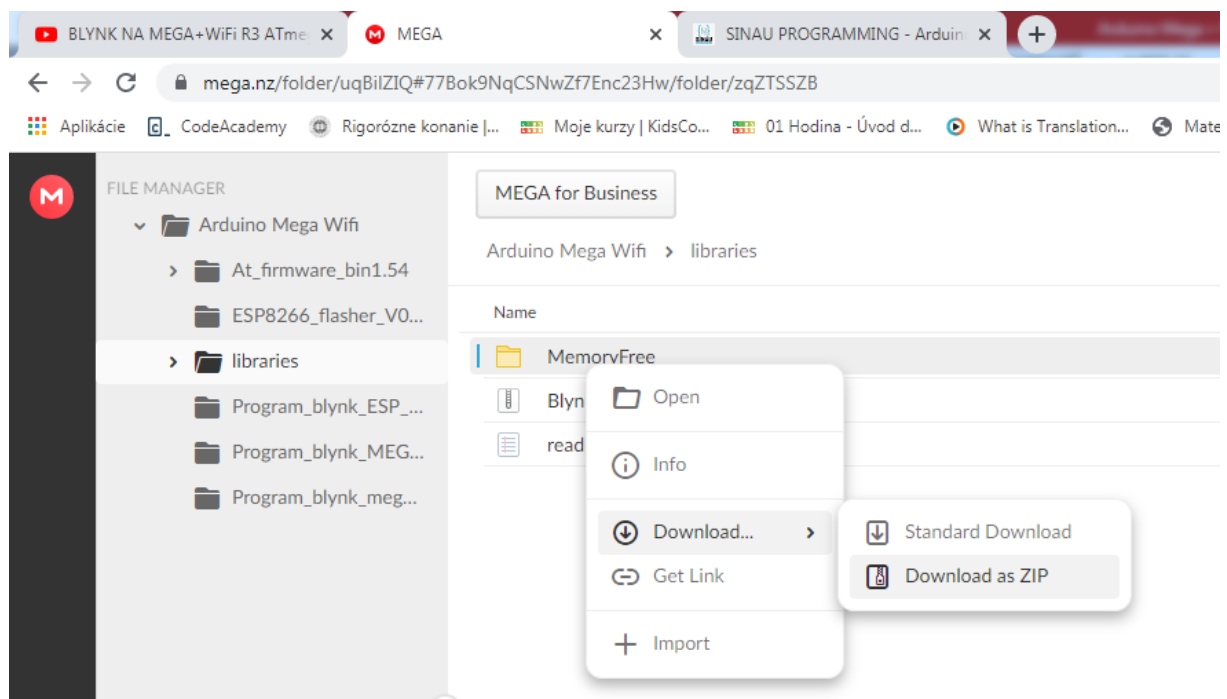 BLYNK NA MEGA+WiFi R3 ATme
MEGA
SINAU PROGRAMMING - Arduin
mega.nz/folder/uqBilZIQ#77Bok9NqCSNwZf7Enc23Hw/folder/zqZTSSZB
Aplikácie
CodeAcademy
Rigorózne konanie |...
Moje kurzy | KidsCo...
01 Hodina - Úvod d...
What is Translation...
Mate
FILE MANAGER
Arduino Mega Wifi
At_firmware_bin1.54
ESP8266_flasher_V0...
libraries
Program_blynk_ESP_...
Program_blynk_MEG...
Program_blynk_meg...
MEGA for Business
Arduino Mega Wifi > libraries
Name
MemoryFree
Blyn
read
Open
Info
Download...
Get Link
Import
Standard Download
Download as ZIP